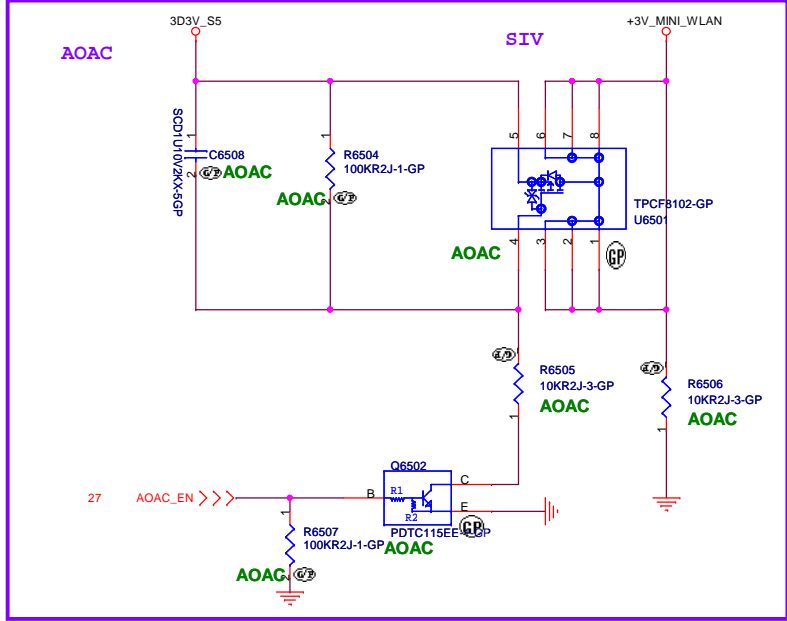 3D3V_S5
+3V_MINI_WLAN
AOAC
SIV
SCD1U10V2KX-5GP
1
C6508
2
G/P
AOAC
1
R6504
100KR2J-1-GP
AOAC
2
G/P
5
6
7
8
TPCF8102-GP
U6501
AOAC
4
3
2
1
GP
R6505
10KR2J-3-GP
AOAC
1
R6506
10KR2J-3-GP
AOAC
1
27
AOAC_EN
Q6502
B
R1
R2
C
E
GP
AOAC
1
R6507
100KR2J-1-GP
AOAC
2
G/P